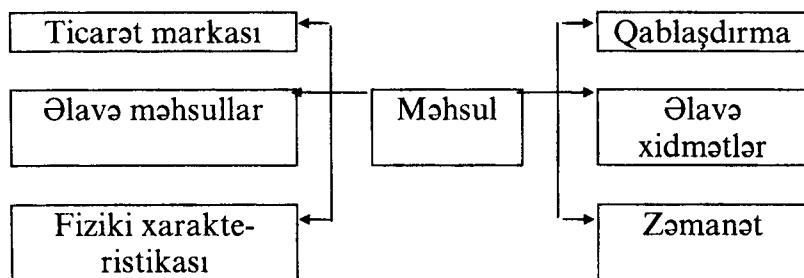 Ticarət markası
Qablaşdırma
Əlavə məhsullar
Məhsul
Əlavə
xidmətlər
Fiziki xarakte-
ristikası
Zəmanət